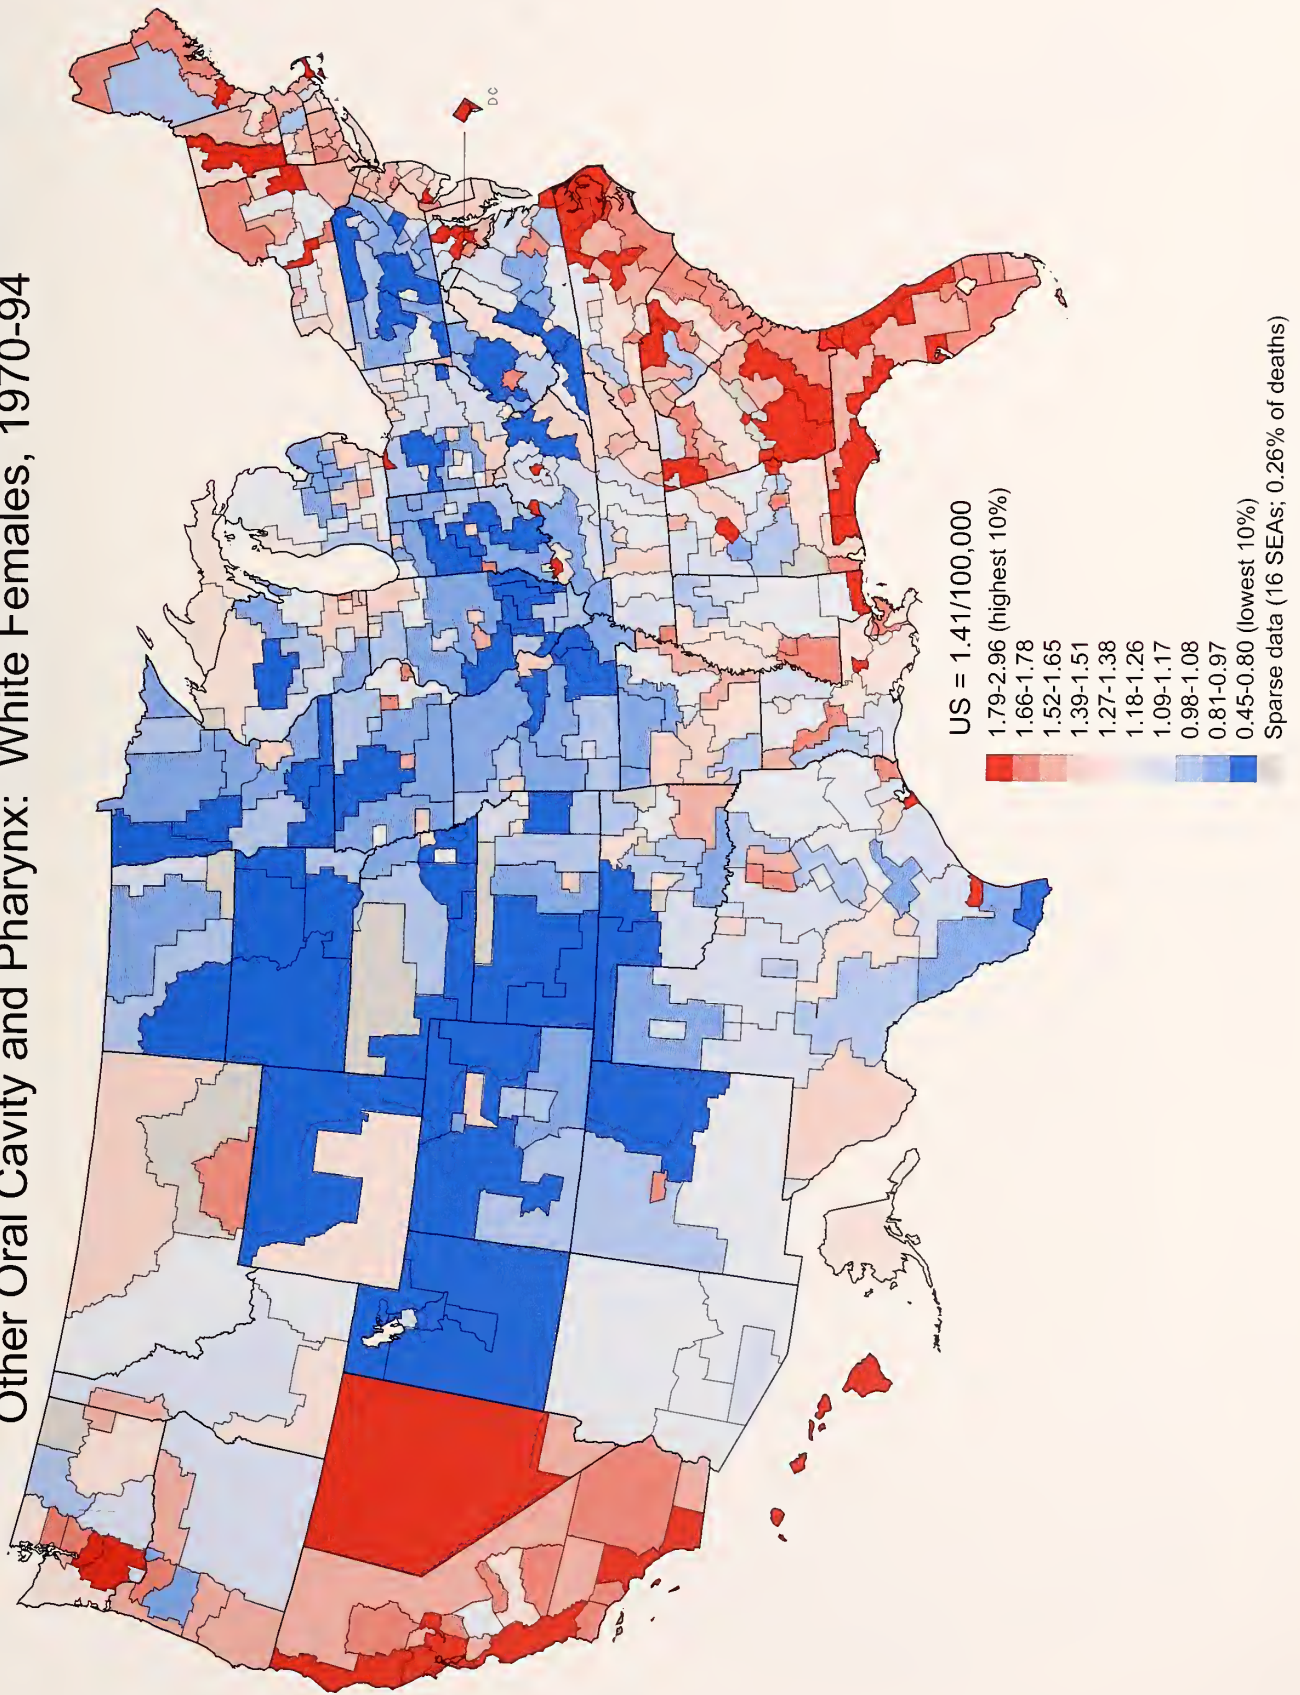 Other Oral Cavity and Pharynx: White Females, 1970-94
DC
US = 1.41/100,000
1.79-2.96 (highest 10%)
1.66-1.78
1.52-1.65
1.39-1.51
1.27-1.38
1.18-1.26
1.09-1.17
0.98-1.08
0.81-0.97
0.45-0.80 (lowest 10%)
Sparse data (16 SEAs; 0.26% of deaths)